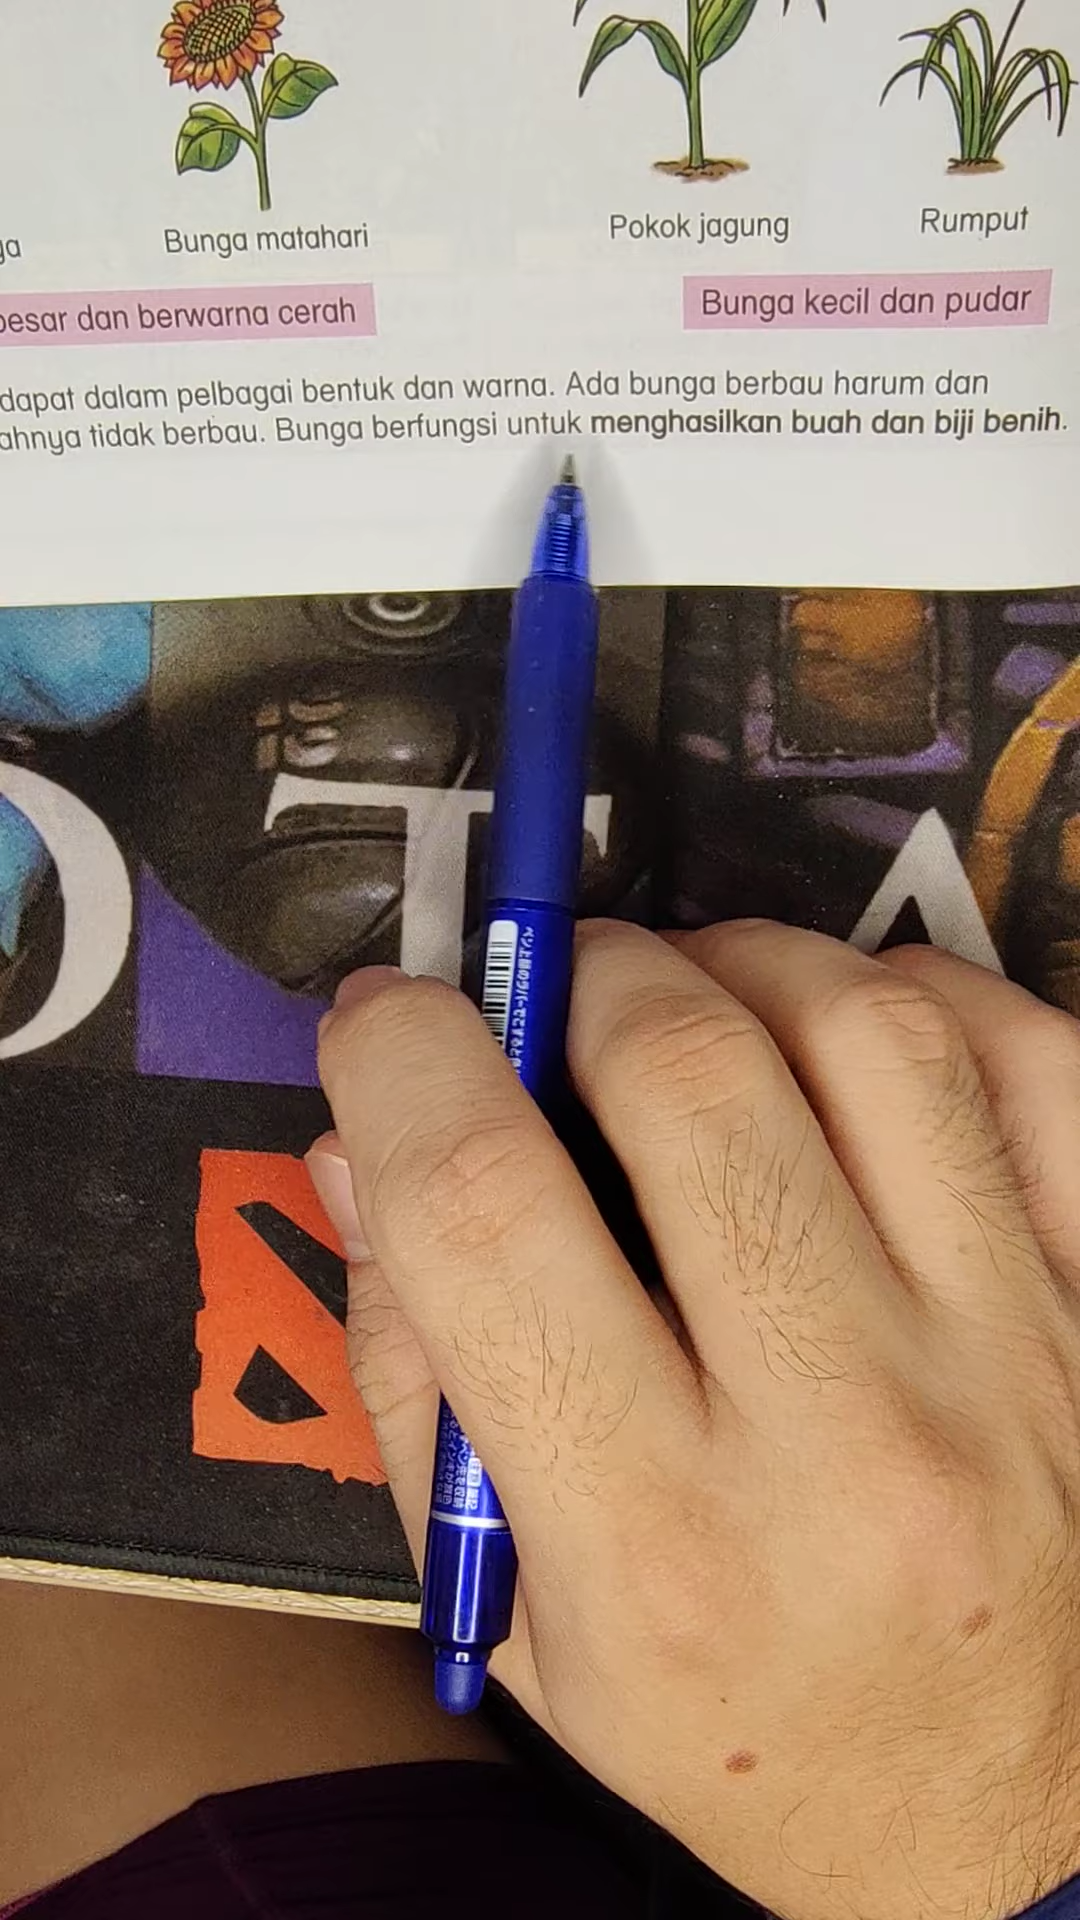 Bunga matahari
Pokok jagung
Rumput
besar dan berwarna cerah
Bunga kecil dan pudar
dapat dalam pelbagai bentuk dan warna. Ada bunga berbau harum dan
ahnya tidak berbau. Bunga berfungsi untuk menghasilkan buah dan biji benih.
OTA